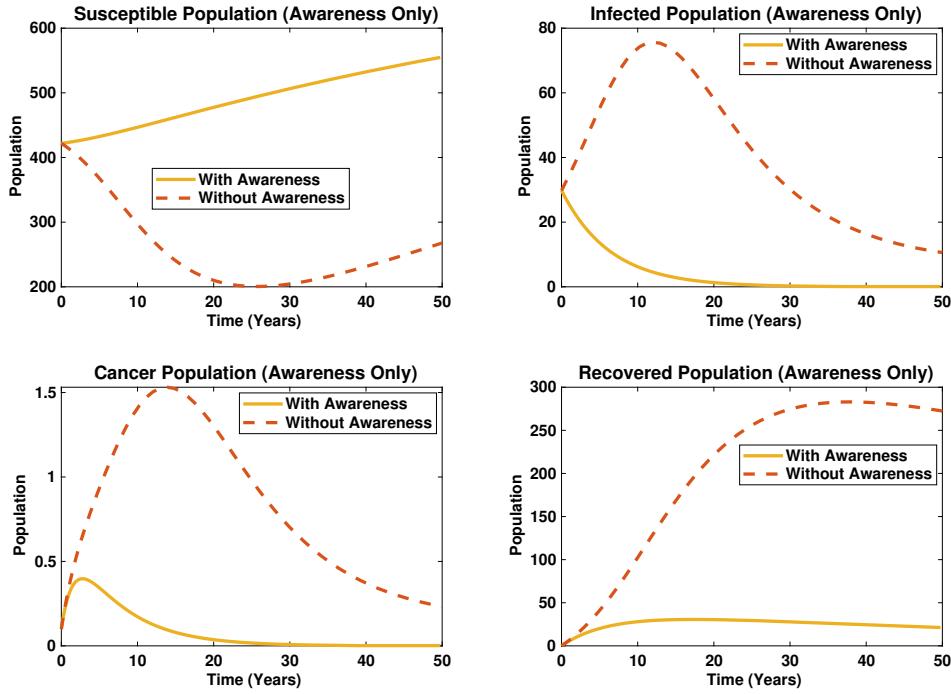 Susceptible Population (Awareness Only)
600
500
400
300
200
Population
With Awareness
Without Awareness
0 10 20 30 40 50
Time (Years)
Infected Population (Awareness Only)
80
60
40
20
0
Population
With Awareness
Without Awareness
0 10 20 30 40 50
Time (Years)
Cancer Population (Awareness Only)
1.5
1
0.5
0
Population
With Awareness
Without Awareness
0 10 20 30 40 50
Time (Years)
Recovered Population (Awareness Only)
300
250
200
150
100
50
0
Population
With Awareness
Without Awareness
0 10 20 30 40 50
Time (Years)